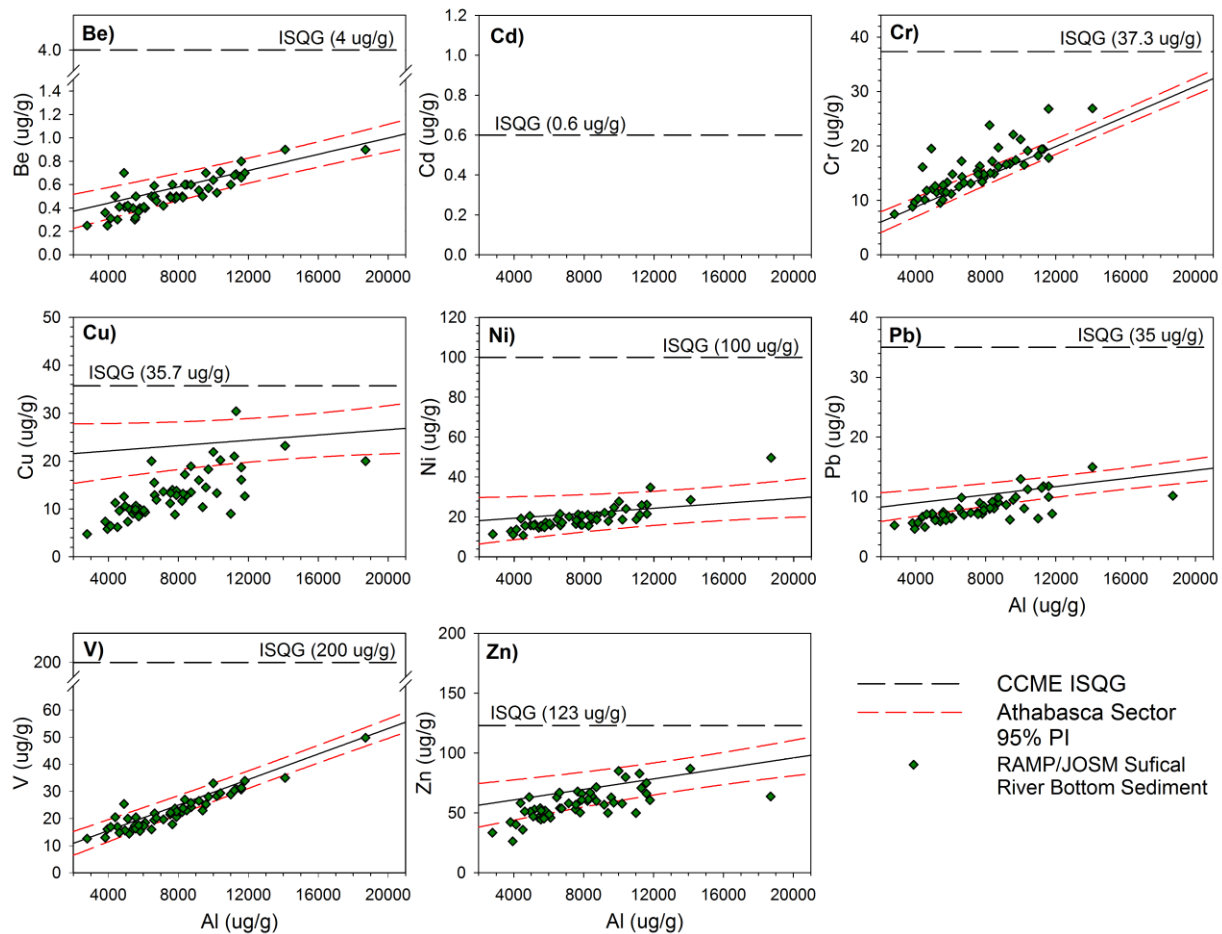 Be)
ISQG (4 ug/g)
Be (ug/g)
4.0
1.4
1.2
1.0
0.8
0.6
0.4
0.2
0.0
4000 8000 12000 16000 20000
Cd)
ISQG (0.6 ug/g)
Cd (ug/g)
1.2
1.0
0.8
0.6
0.4
0.2
0.0
4000 8000 12000 16000 20000
Cr)
ISQG (37.3 ug/g)
Cr (ug/g)
40
30
20
10
0
4000 8000 12000 16000 20000
Cu)
ISQG (35.7 ug/g)
Cu (ug/g)
50
40
30
20
10
0
4000 8000 12000 16000 20000
Ni)
ISQG (100 ug/g)
Ni (ug/g)
120
100
80
60
40
20
0
4000 8000 12000 16000 20000
Pb)
ISQG (35 ug/g)
Pb (ug/g)
40
30
20
10
0
4000 8000 12000 16000 20000
Al (ug/g)
V)
ISQG (200 ug/g)
V (ug/g)
200
60
50
40
30
20
10
0
4000 8000 12000 16000 20000
Al (ug/g)
Zn)
ISQG (123 ug/g)
Zn (ug/g)
200
150
100
50
0
4000 8000 12000 16000 20000
Al (ug/g)
CCME ISQG
Athabasca Sector
95% PI
RAMP/JOSM Sufical
River Bottom Sediment